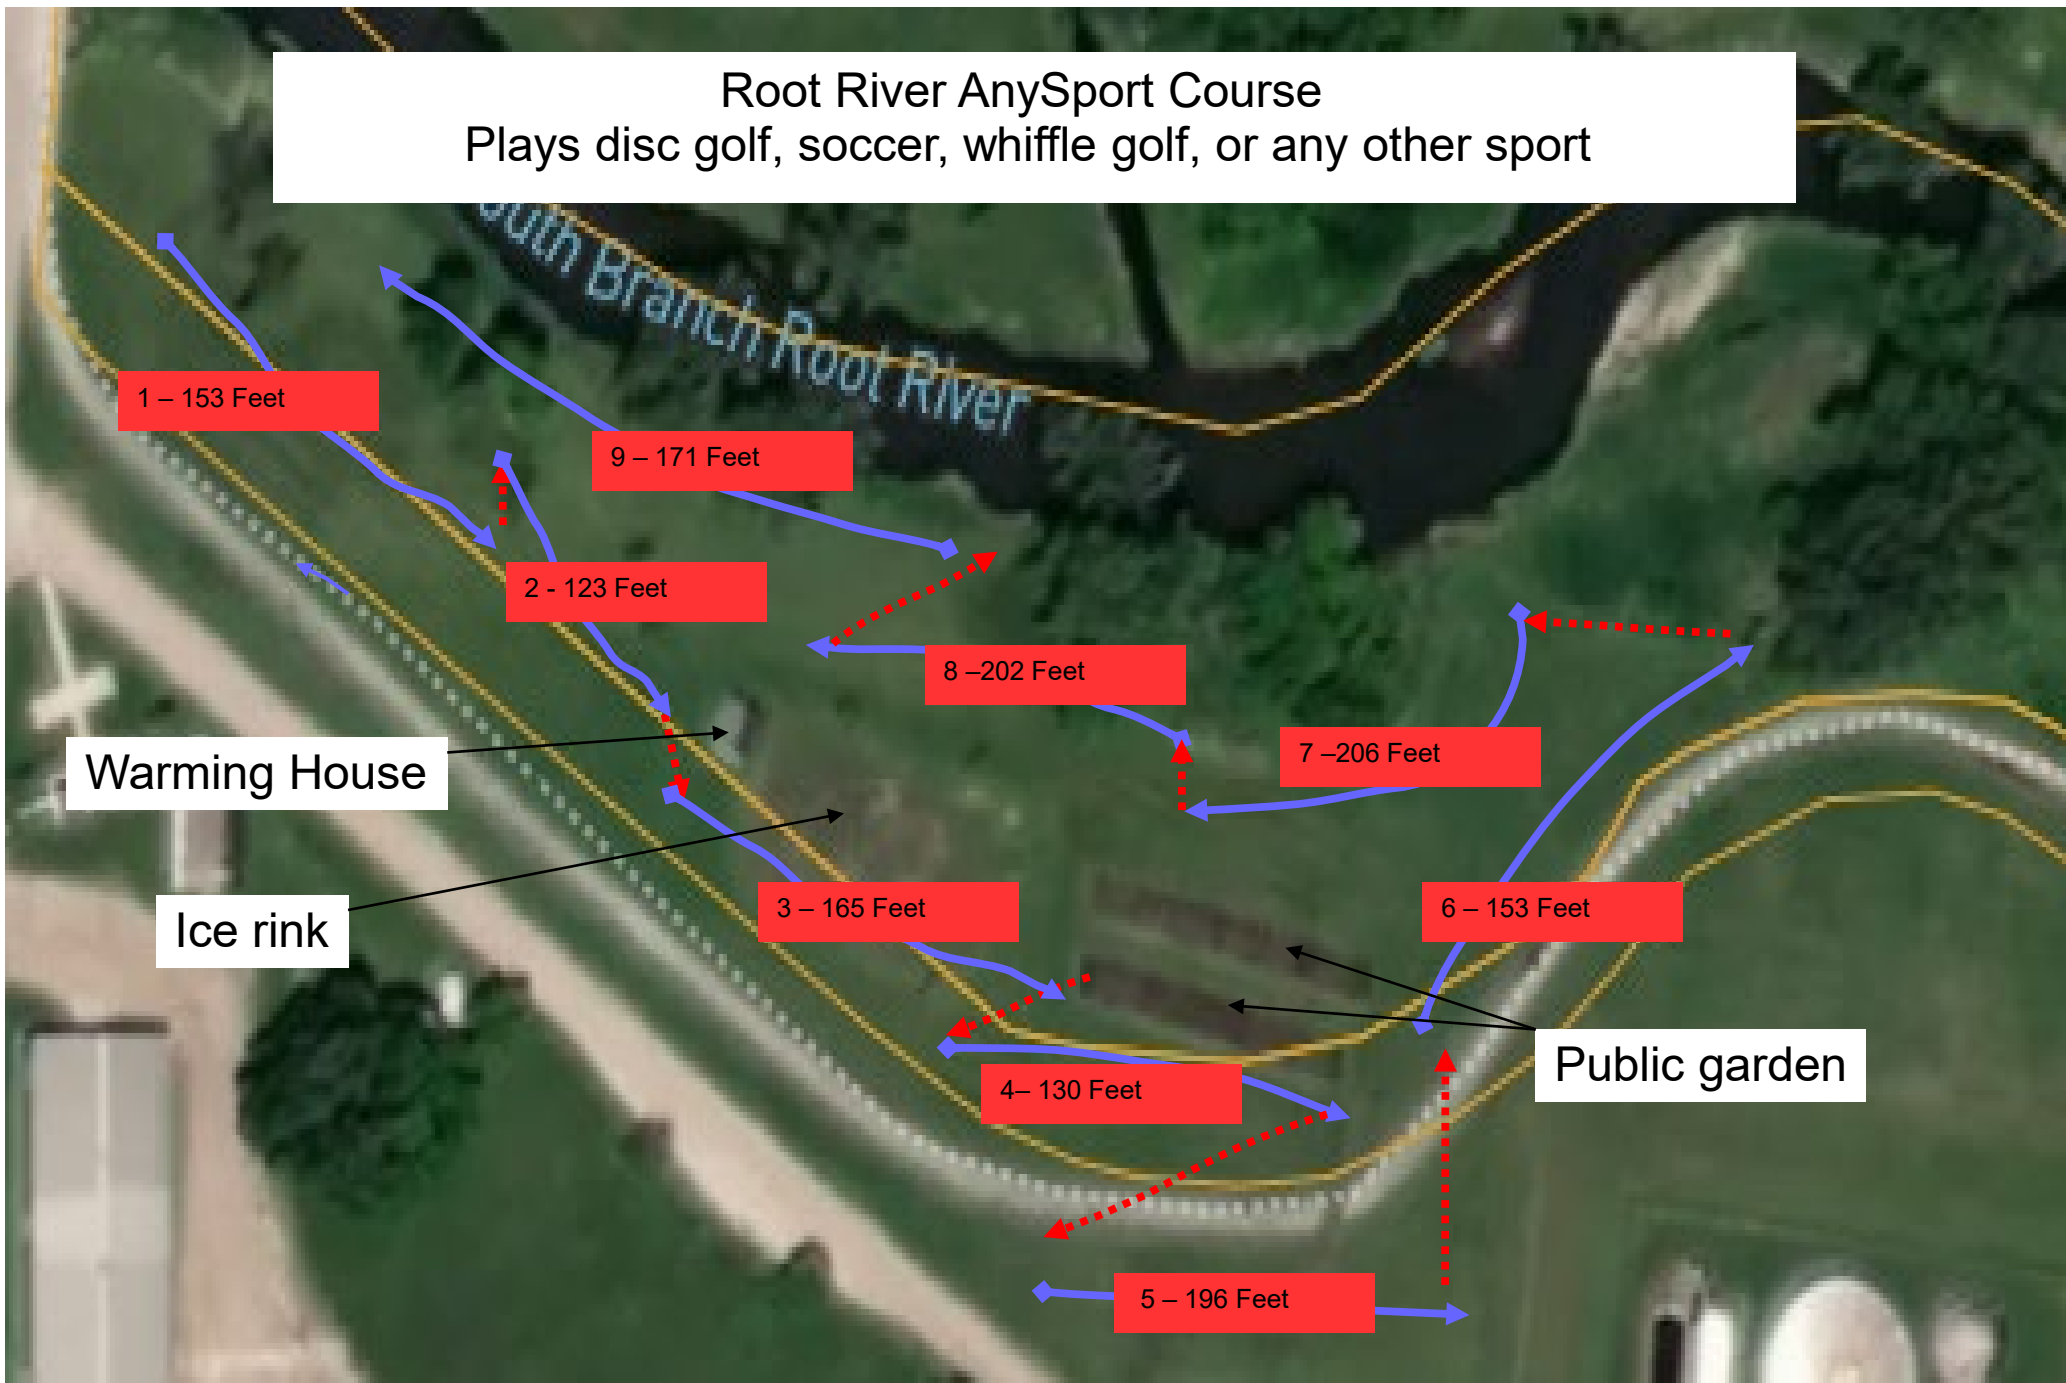 Root River AnySport Course
Plays disc golf, soccer, whiffle golf, or any other sport
outh Branch Root River
1 – 153 Feet
9 – 171 Feet
2 - 123 Feet
8 –202 Feet
7 –206 Feet
Warming House
3 – 165 Feet
6 – 153 Feet
Ice rink
4– 130 Feet
Public garden
5 – 196 Feet